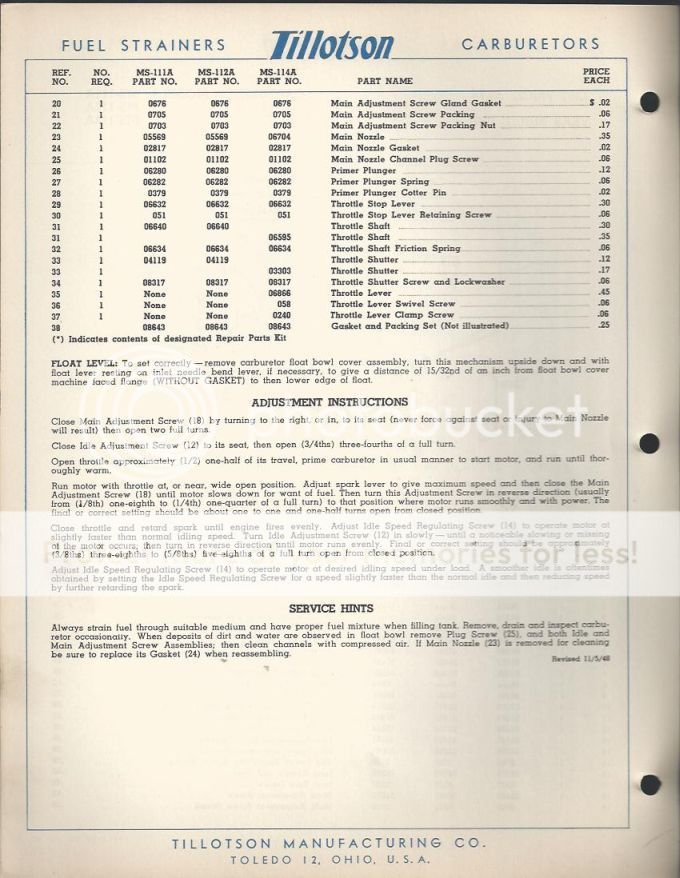 FUEL STRAINERS Tillotson CARBURETORS
REF. NO. MS-111A MS-112A MS-114A PRICE
NO. REQ. PART NO. PART NO. PART NO. PART NAME EACH
20 1 0676 0676 0676 Main Adjustment Screw Gland Gasket $ .02
21 1 0705 0705 0705 Main Adjustment Screw Packing .06
22 1 0703 0703 0703 Main Adjustment Screw Packing Nut .17
23 1 05569 05569 06704 Main Nozzle .35
24 1 02817 02817 02817 Main Nozzle Gasket .02
25 1 01102 01102 01102 Main Nozzle Channel Plug Screw .06
26 1 06280 06280 06280 Primer Plunger .12
27 1 06282 06282 06282 Primer Plunger Spring .06
28 1 0379 0379 0379 Primer Plunger Cotter Pin .02
29 1 06632 06632 06632 Throttle Stop Lever .30
30 1 051 051 051 Throttle Stop Lever Retaining Screw .06
31 1 06640 06640 Throttle Shaft .30
31 1 06595 Throttle Shaft .35
32 1 06634 06634 06634 Throttle Shaft Friction Spring .06
33 1 04119 04119 Throttle Shutter .12
33 1 03303 Throttle Shutter .17
34 1 08317 08317 08317 Throttle Shutter Screw and Lockwasher .06
35 1 None None 06866 Throttle Lever .45
36 1 None None 058 Throttle Lever Swivel Screw .06
37 1 None None 0240 Throttle Lever Clamp Screw .06
38 08643 08643 08643 Gasket and Packing Set (Not illustrated) .25
(*) Indicates contents of designated Repair Parts Kit
FLOAT LEVEL: To set correctly — remove carburetor float bowl cover assembly, turn this mechanism upside down and with
float lever resting on inlet needle bend lever, if necessary, to give a distance of 15/32nd of an inch from float bowl cover
machine faced flange (WITHOUT GASKET) to then lower edge of float.
ADJUSTMENT INSTRUCTIONS
Close Main Adjustment Screw (18) by turning to the right, or in, to its seat (never force against seat or injury to Main Nozzle
will result) then open two full turns.
Close Idle Adjustment Screw (12) to its seat, then open (3/4ths) three-fourths of a full turn.
Open throttle approximately (1/2) one-half of its travel, prime carburetor in usual manner to start motor, and run until thor-
oughly warm.
Run motor with throttle at, or near, wide open position. Adjust spark lever to give maximum speed and then close the Main
Adjustment Screw (18) until motor slows down for want of fuel. Then turn this Adjustment Screw in reverse direction (usually
from (1/8th) one-eighth to (1/4th) one-quarter of a full turn) to that position where motor runs smoothly and with power. The
final or correct setting should be about one to one and one-half turns open from closed position.
Close throttle and retard spark until engine fires evenly. Adjust Idle Speed Regulating Screw (14) to operate motor at
slightly faster than normal idling speed. Turn Idle Adjustment Screw (12) in slowly — until a noticeable slowing or missing
of the motor occurs; then turn in reverse direction until motor runs evenly. Final or correct setting should be approximately
(3/8ths) three-eighths to (5/8ths) five-eighths of a full turn open from closed position.
Adjust Idle Speed Regulating Screw (14) to operate motor at desired idling speed under load. A smoother idle is oftentimes
obtained by setting the Idle Speed Regulating Screw for a speed slightly faster than the normal idle and then reducing speed
by further retarding the spark.
SERVICE HINTS
Always strain fuel through suitable medium and have proper fuel mixture when filling tank. Remove, drain and inspect carbu-
retor occasionally. When deposits of dirt and water are observed in float bowl remove Plug Screw (25), and both Idle and
Main Adjustment Screw Assemblies; then clean channels with compressed air. If Main Nozzle (23) is removed for cleaning
be sure to replace its Gasket (24) when reassembling.
Revised 11/5/48
TILLOTSON MANUFACTURING CO.
TOLEDO 12, OHIO, U.S.A.